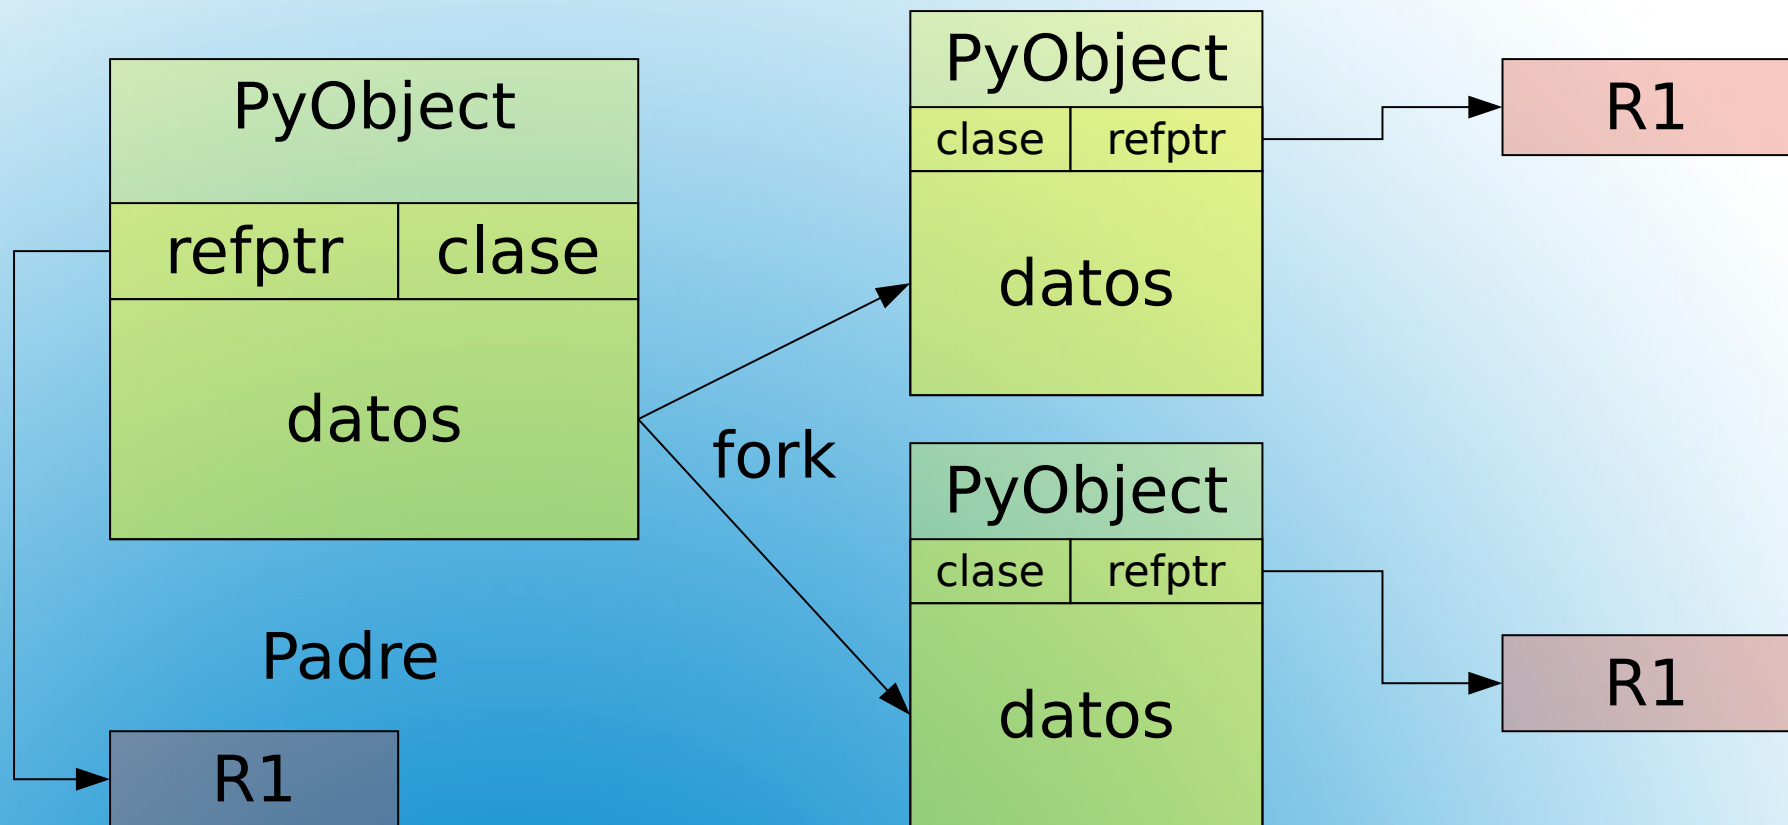 PyObject
refptr clase
datos
Padre
R1
fork
PyObject
clase refptr
datos
R1
PyObject
clase refptr
datos
R1